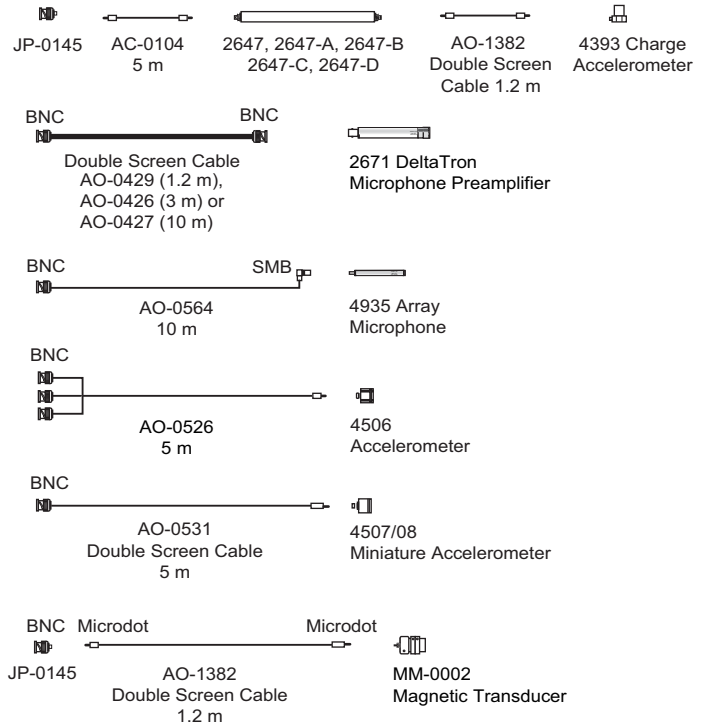 JP-0145
AC-0104
5 m
2647, 2647-A, 2647-B
2647-C, 2647-D
AO-1382
Double Screen
Cable 1.2 m
4393 Charge
Accelerometer
BNC
BNC
Double Screen Cable
AO-0429 (1.2 m),
AO-0426 (3 m) or
AO-0427 (10 m)
2671 DeltaTron
Microphone Preamplifier
BNC
SMB
AO-0564
10 m
4935 Array
Microphone
BNC
AO-0526
5 m
4506
Accelerometer
BNC
AO-0531
Double Screen Cable
5 m
4507/08
Miniature Accelerometer
BNC
Microdot
Microdot
JP-0145
AO-1382
Double Screen Cable
1.2 m
MM-0002
Magnetic Transducer